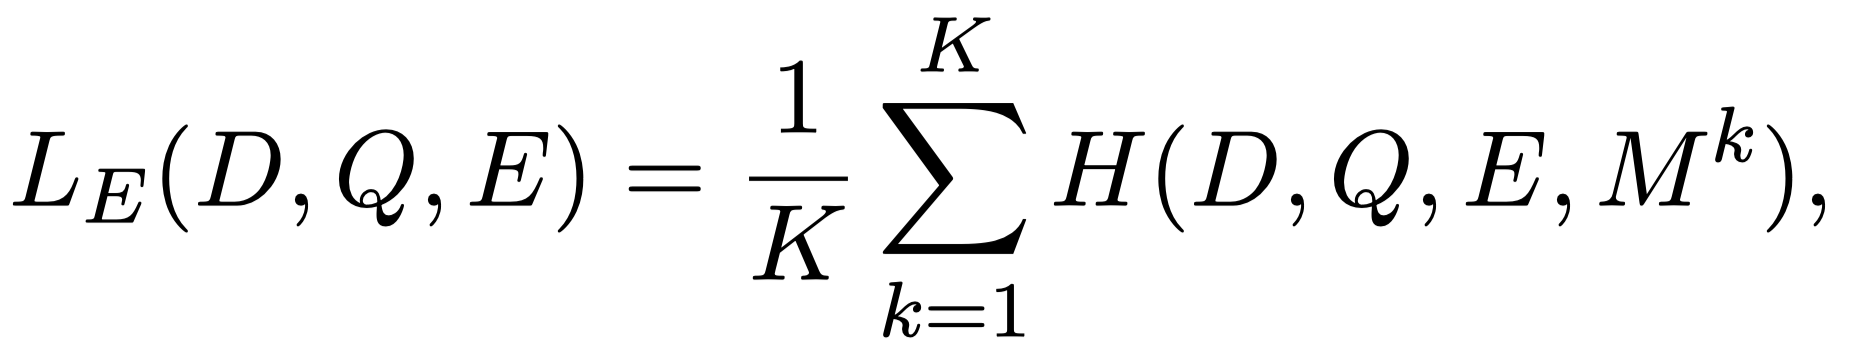 L_E(D, Q, E) = \frac{1}{K} \sum_{k=1}^{K} H(D, Q, E, M^k),